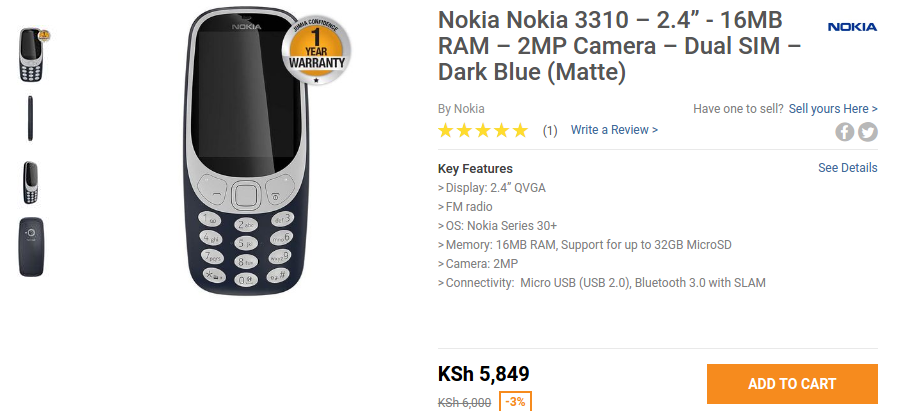 JUMIA CONFIDENCE
1
YEAR
WARRANTY
NOKIA
Nokia Nokia 3310 – 2.4” - 16MB
RAM – 2MP Camera – Dual SIM –
Dark Blue (Matte)
NOKIA
By Nokia
Have one to sell? Sell yours Here >
(1) Write a Review >
Key Features
See Details
> Display: 2.4” QVGA
> FM radio
> OS: Nokia Series 30+
> Memory: 16MB RAM, Support for up to 32GB MicroSD
> Camera: 2MP
> Connectivity: Micro USB (USB 2.0), Bluetooth 3.0 with SLAM
KSh 5,849
KSh 6,000 -3%
ADD TO CART